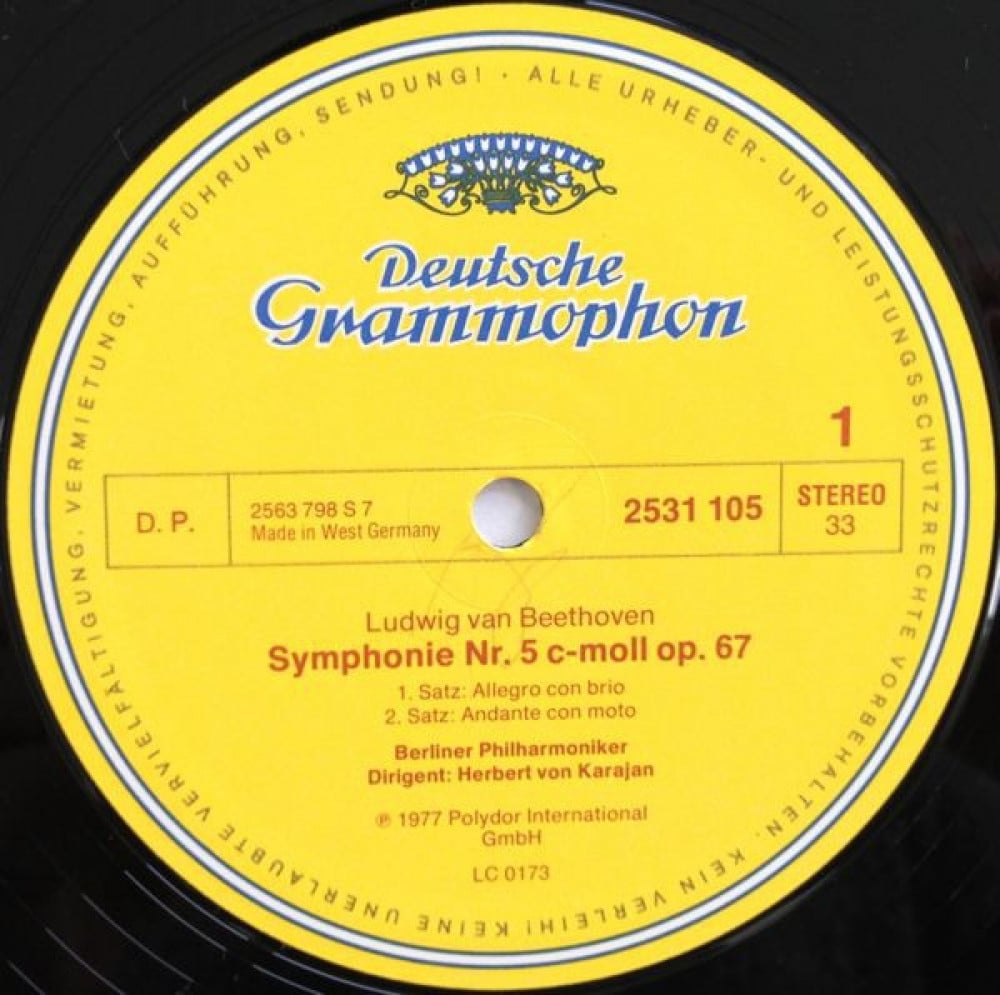 ALLE URHEBER- UND LEISTUNGSSCHUTZRECHTE VORBEHALTEN. KEIN VERLEIH! KEINE UNERLAUBTE VERVIELFÄLTIGUNG, VERMIETUNG, AUFFÜHRUNG, SENDUNG! ·
Deutsche
Grammophon
1
D. P.
2563 798 S 7
Made in West Germany
2531 105
STEREO
33
Ludwig van Beethoven
Symphonie Nr. 5 c-moll op. 67
1. Satz: Allegro con brio
2. Satz: Andante con moto
Berliner Philharmoniker
Dirigent: Herbert von Karajan
℗ 1977 Polydor International
GmbH
LC 0173